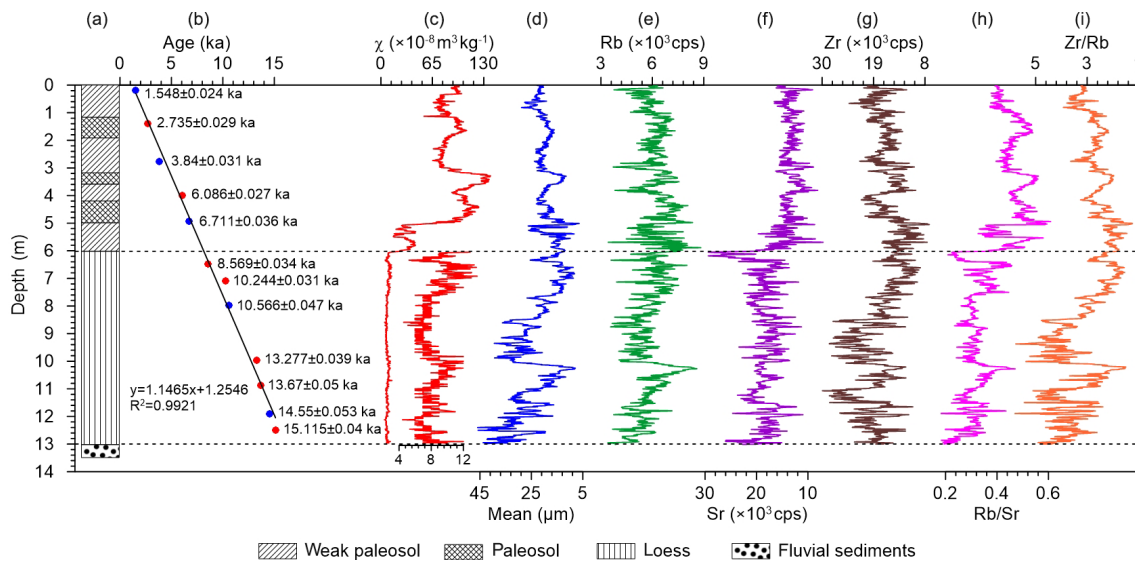 (a) (b) (c) (d) (e) (f) (g) (h) (i)
Age (ka) χ (×10⁻⁸m³kg⁻¹) Rb (×10³cps) Zr (×10³cps) Zr/Rb
0 5 10 15 0 65 130 3 6 9 30 19 8 5 3 1
Depth (m)
0
1
2
3
4
5
6
7
8
9
10
11
12
13
14
1.548±0.024 ka
2.735±0.029 ka
3.84±0.031 ka
6.086±0.027 ka
6.711±0.036 ka
8.569±0.034 ka
10.244±0.031 ka
10.566±0.047 ka
13.277±0.039 ka
13.67±0.05 ka
y=1.1465x+1.2546
R²=0.9921
14.55±0.053 ka
15.115±0.04 ka
4 8 12
45 25 5 30 20 10 0.2 0.4 0.6
Mean (μm) Sr (×10³cps) Rb/Sr
Weak paleosol Paleosol Loess Fluvial sediments